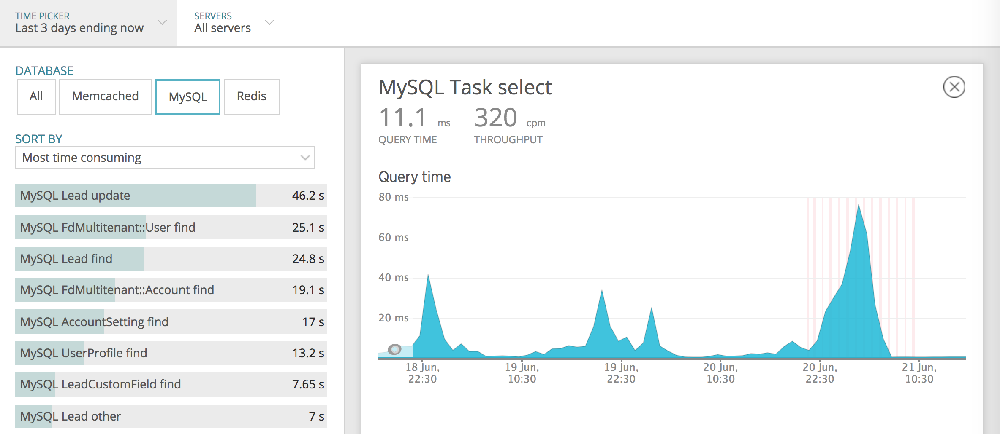 TIME PICKER
Last 3 days ending now
SERVERS
All servers
DATABASE
All
Memcached
MySQL
Redis
SORT BY
Most time consuming
MySQL Lead update 46.2 s
MySQL FdMultitenant::User find 25.1 s
MySQL Lead find 24.8 s
MySQL FdMultitenant::Account find 19.1 s
MySQL AccountSetting find 17 s
MySQL UserProfile find 13.2 s
MySQL LeadCustomField find 7.65 s
MySQL Lead other 7 s
MySQL Task select
11.1 ms
QUERY TIME
320 cpm
THROUGHPUT
Query time
80 ms
60 ms
40 ms
20 ms
18 Jun,
22:30
19 Jun,
10:30
19 Jun,
22:30
20 Jun,
10:30
20 Jun,
22:30
21 Jun,
10:30